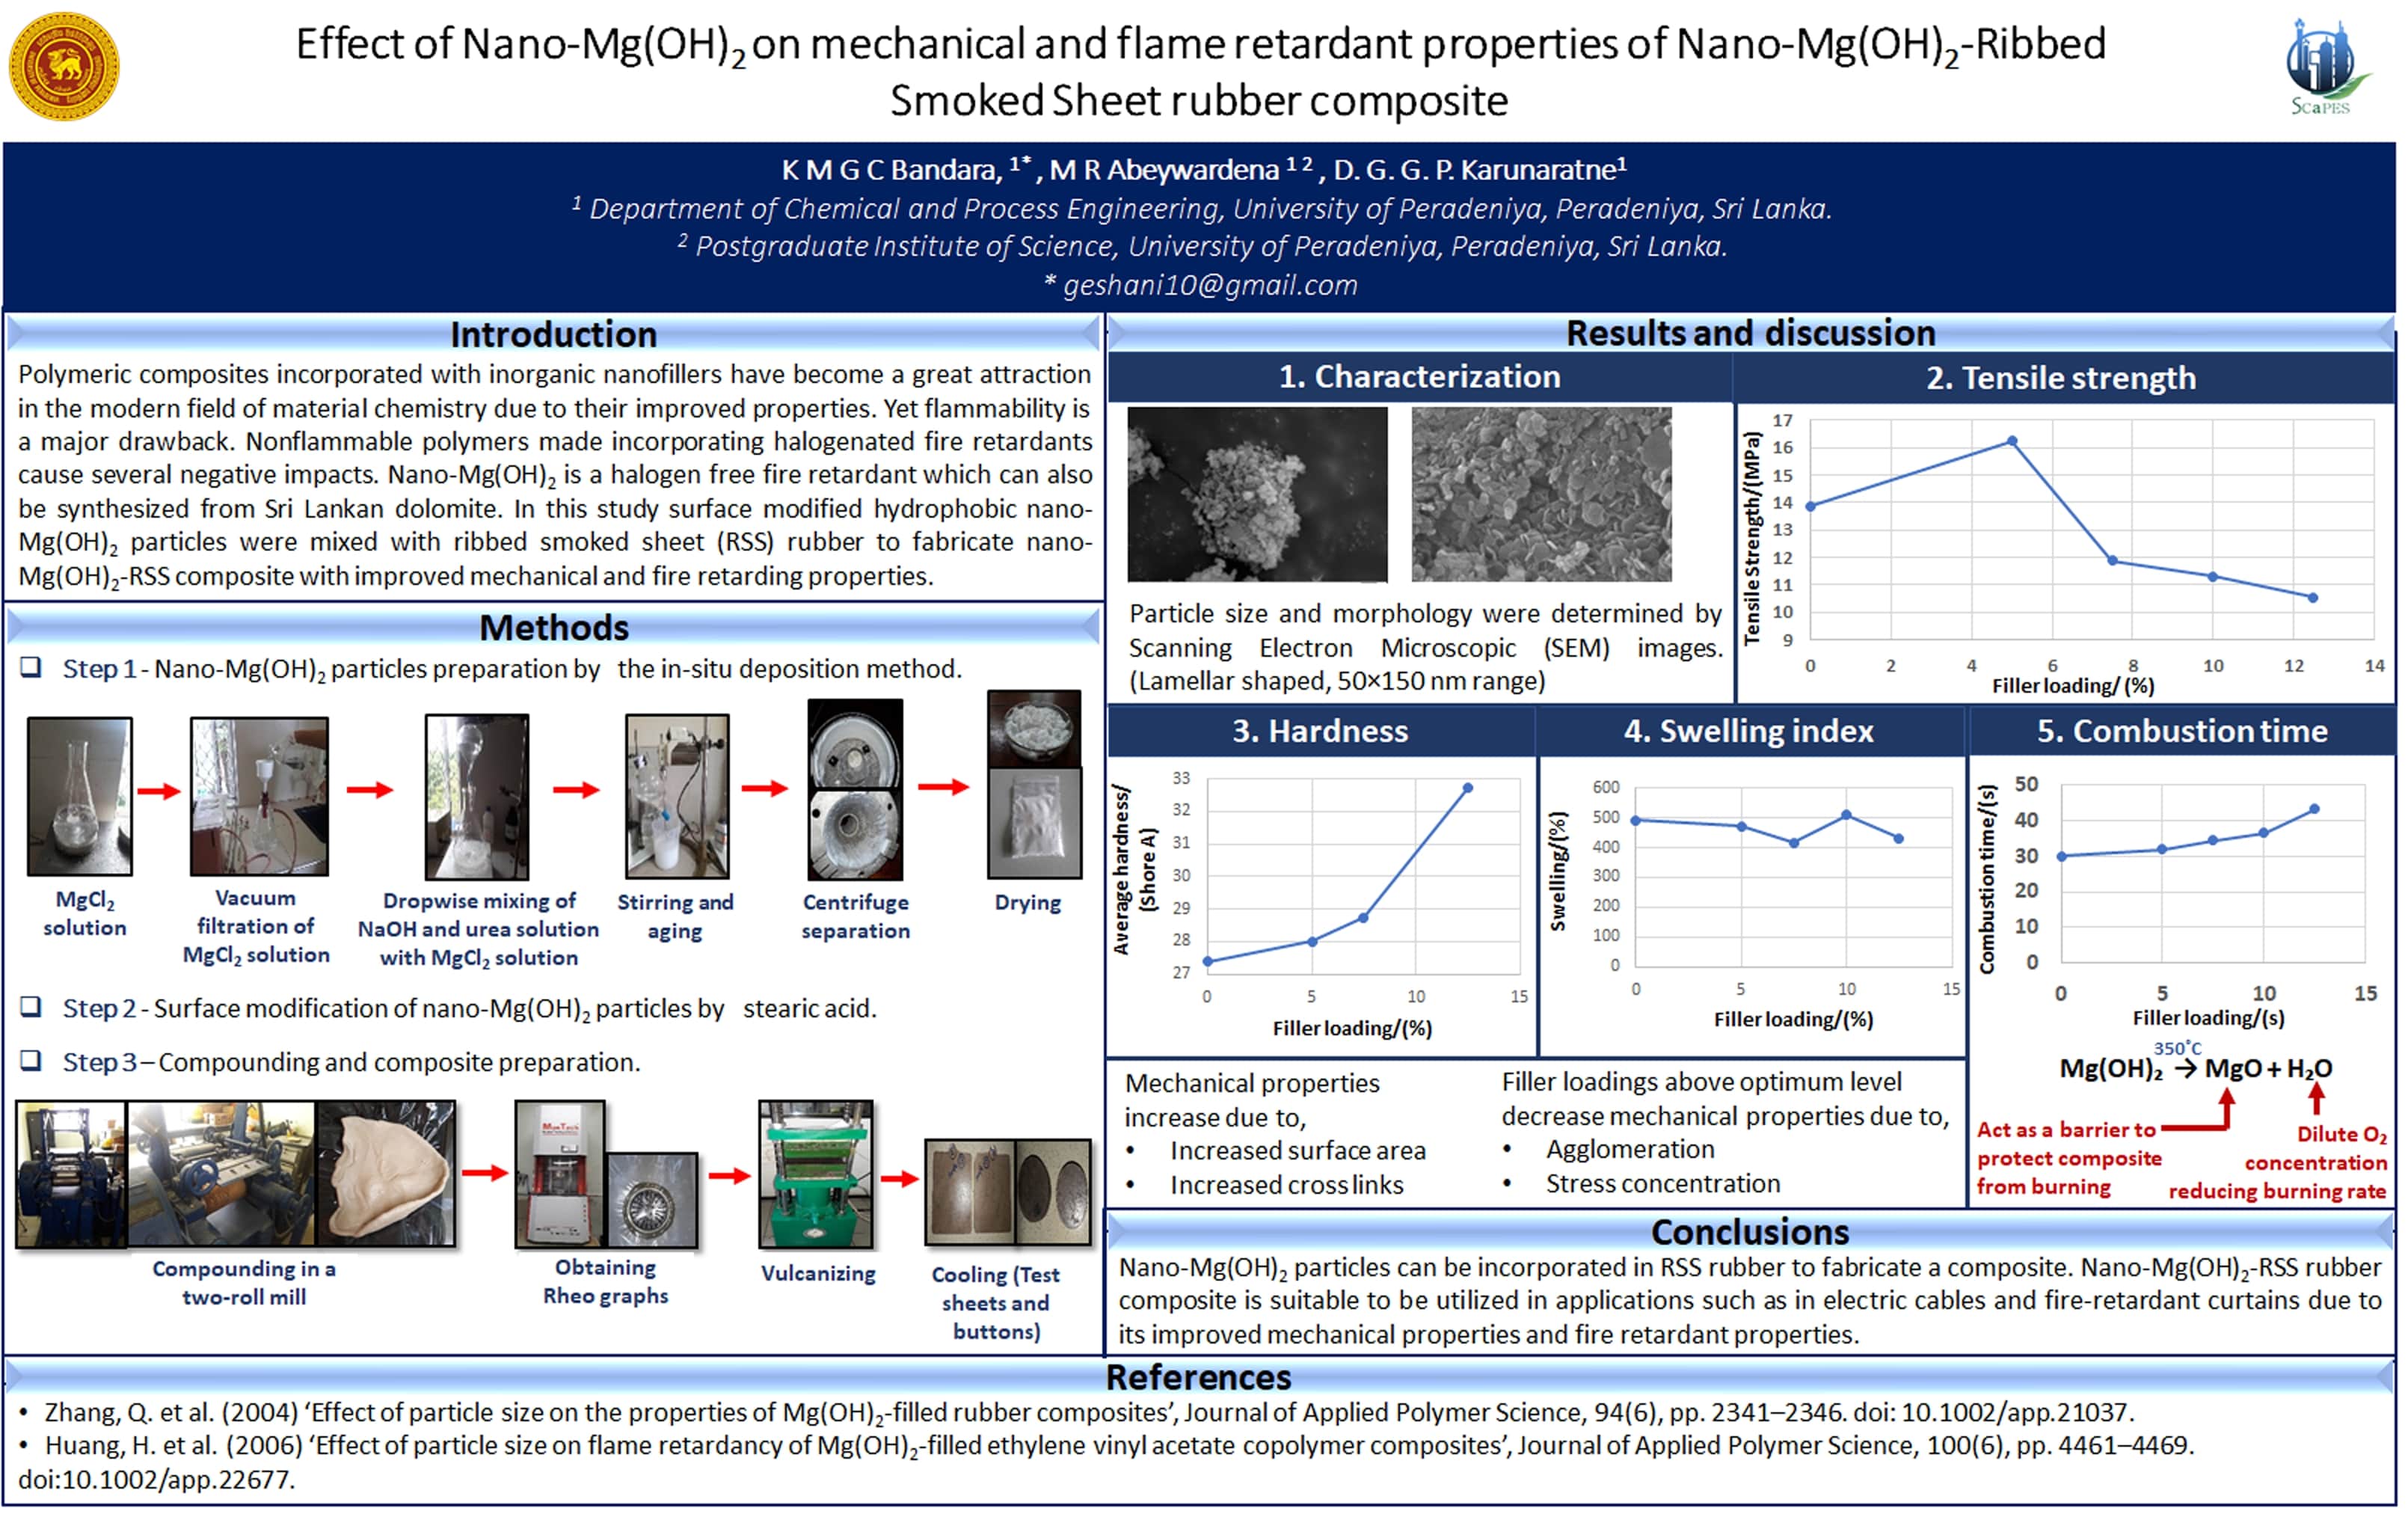 Effect of Nano-Mg(OH)₂ on mechanical and flame retardant properties of Nano-Mg(OH)₂-Ribbed
Smoked Sheet rubber composite
ScaPES
K M G C Bandara, ¹* , M R Abeywardena ¹ ² , D. G. G. P. Karunaratne¹
¹ Department of Chemical and Process Engineering, University of Peradeniya, Peradeniya, Sri Lanka.
² Postgraduate Institute of Science, University of Peradeniya, Peradeniya, Sri Lanka.
* geshani10@gmail.com
Introduction
Polymeric composites incorporated with inorganic nanofillers have become a great attraction
in the modern field of material chemistry due to their improved properties. Yet flammability is
a major drawback. Nonflammable polymers made incorporating halogenated fire retardants
cause several negative impacts. Nano-Mg(OH)₂ is a halogen free fire retardant which can also
be synthesized from Sri Lankan dolomite. In this study surface modified hydrophobic nano-
Mg(OH)₂ particles were mixed with ribbed smoked sheet (RSS) rubber to fabricate nano-
Mg(OH)₂-RSS composite with improved mechanical and fire retarding properties.
Methods
❑ Step 1 - Nano-Mg(OH)₂ particles preparation by the in-situ deposition method.
MgCl₂
solution
Vacuum
filtration of
MgCl₂ solution
Dropwise mixing of
NaOH and urea solution
with MgCl₂ solution
Stirring and
aging
Centrifuge
separation
Drying
❑ Step 2 - Surface modification of nano-Mg(OH)₂ particles by stearic acid.
❑ Step 3 – Compounding and composite preparation.
MonTech
Compounding in a
two-roll mill
Obtaining
Rheo graphs
Vulcanizing
Cooling (Test
sheets and
buttons)
Results and discussion
1. Characterization
Particle size and morphology were determined by
Scanning Electron Microscopic (SEM) images.
(Lamellar shaped, 50×150 nm range)
2. Tensile strength
Tensile Strength/(MPa)
17
16
15
14
13
12
11
10
9
0 2 4 6 8 10 12 14
Filler loading/ (%)
3. Hardness
Average hardness/
(shore A)
33
32
31
30
29
28
27
0 5 10 15
Filler loading/(%)
4. Swelling index
Swelling/(%)
600
500
400
300
200
100
0
0 5 10 15
Filler loading/(%)
5. Combustion time
Combustion time/(s)
50
40
30
20
10
0
0 5 10 15
Filler loading/(s)
350°C
Mg(OH)₂ → MgO + H₂O
Act as a barrier to
protect composite
from burning
Dilute O₂
concentration
reducing burning rate
Mechanical properties
increase due to,
• Increased surface area
• Increased cross links
Filler loadings above optimum level
decrease mechanical properties due to,
• Agglomeration
• Stress concentration
Conclusions
Nano-Mg(OH)₂ particles can be incorporated in RSS rubber to fabricate a composite. Nano-Mg(OH)₂-RSS rubber
composite is suitable to be utilized in applications such as in electric cables and fire-retardant curtains due to
its improved mechanical properties and fire retardant properties.
References
• Zhang, Q. et al. (2004) ‘Effect of particle size on the properties of Mg(OH)₂-filled rubber composites’, Journal of Applied Polymer Science, 94(6), pp. 2341–2346. doi: 10.1002/app.21037.
• Huang, H. et al. (2006) ‘Effect of particle size on flame retardancy of Mg(OH)₂-filled ethylene vinyl acetate copolymer composites’, Journal of Applied Polymer Science, 100(6), pp. 4461–4469.
doi:10.1002/app.22677.